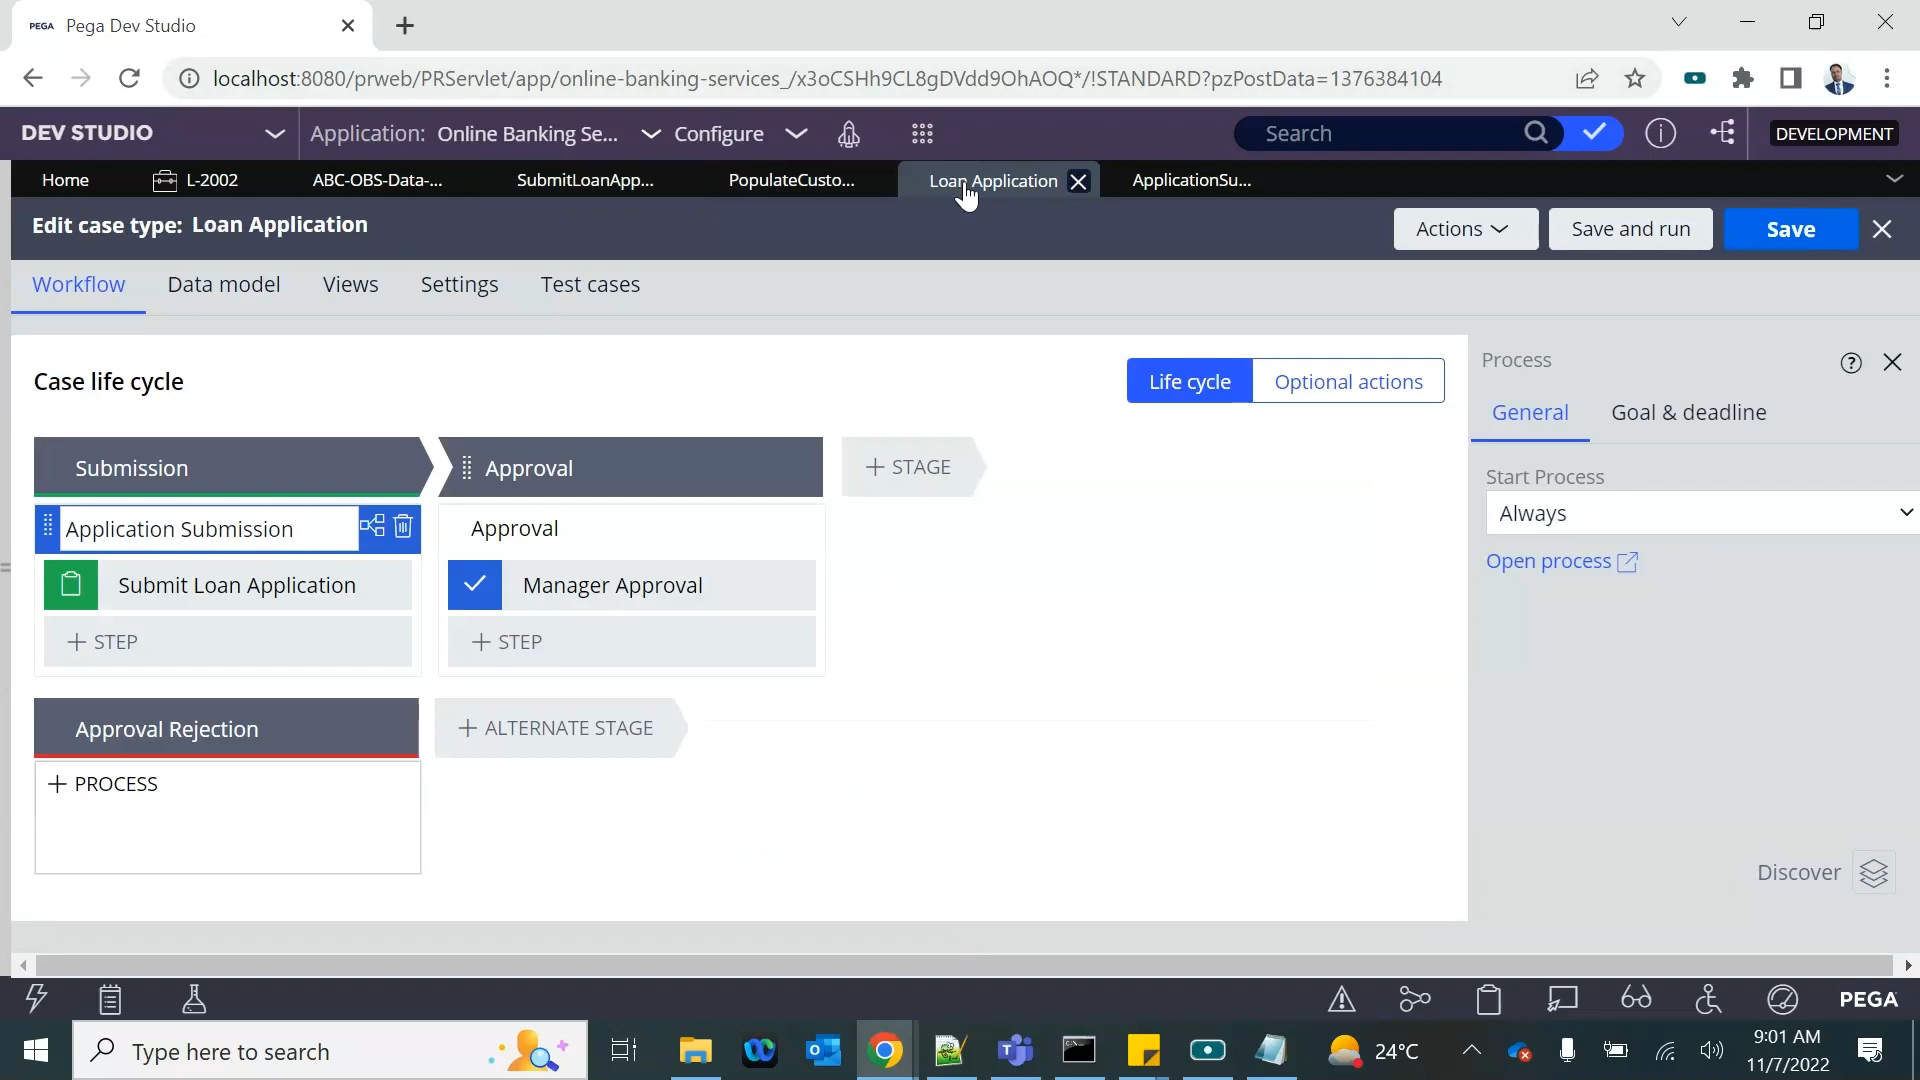 PEGA Pega Dev Studio
localhost:8080/prweb/PRServlet/app/online-banking-services_/x3oCSHh9CL8gDVdd9OhAOQ*/!STANDARD?pzPostData=1376384104
DEV STUDIO Application: Online Banking Se... Configure Search DEVELOPMENT
Home L-2002 ABC-OBS-Data-... SubmitLoanApp... PopulateCusto... Loan Application ApplicationSu...
Edit case type: Loan Application Actions Save and run Save
Workflow Data model Views Settings Test cases
Process
Case life cycle Life cycle Optional actions
General Goal & deadline
Submission Approval + STAGE
Start Process
Always
Application Submission Approval
Open process
Submit Loan Application Manager Approval
+ STEP + STEP
Approval Rejection + ALTERNATE STAGE
+ PROCESS
Discover
PEGA
Type here to search 24°C 9:01 AM
11/7/2022